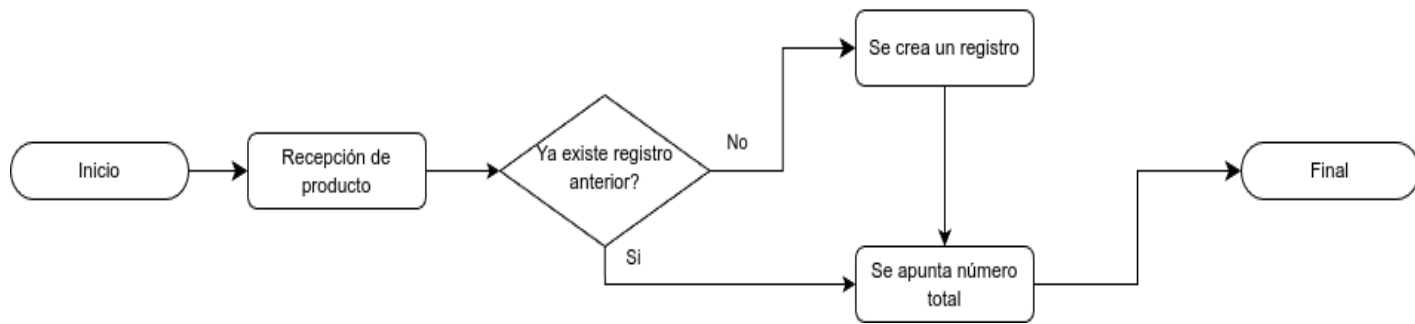 Inicio
Recepción de
producto
Ya existe registro
anterior?
No
Si
Se crea un registro
Se apunta número
total
Final